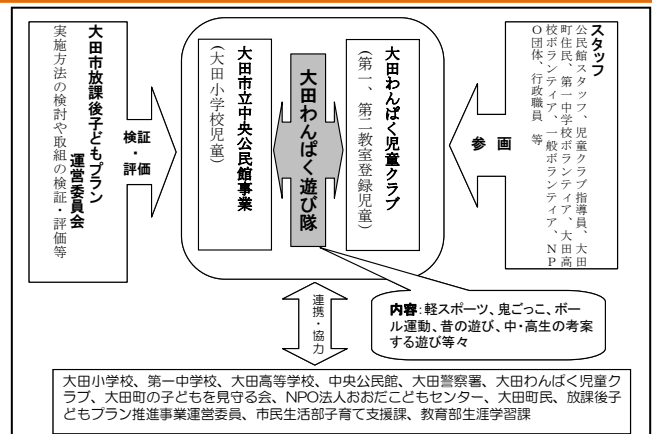 大田市放課後子どもプラン
運営委員会
実施方法の検討や取組の検証・評価等
検証
・
評価
大田市立中央公民館事業
(大田小学校児童)
大田わんぱく遊び隊
大田わんぱく児童クラブ
(第一、第二教室登録児童)
参 画
スタッフ
公民館スタッフ、児童クラブ指導員、大田
町住民、第一中学校ボランティア、大田高
校ボランティア、一般ボランティア、NP
O団体、行政職員 等
連携・協力
内容:軽スポーツ、鬼ごっこ、ボー
ル運動、昔の遊び、中・高生の考案
する遊び等々
大田小学校、第一中学校、大田高等学校、中央公民館、大田警察署、大田わんぱく児童ク
ラブ、大田町の子どもを見守る会、NPO法人おおだこどもセンター、大田町民、放課後子
どもプラン推進事業運営委員、市民生活部子育て支援課、教育部生涯学習課